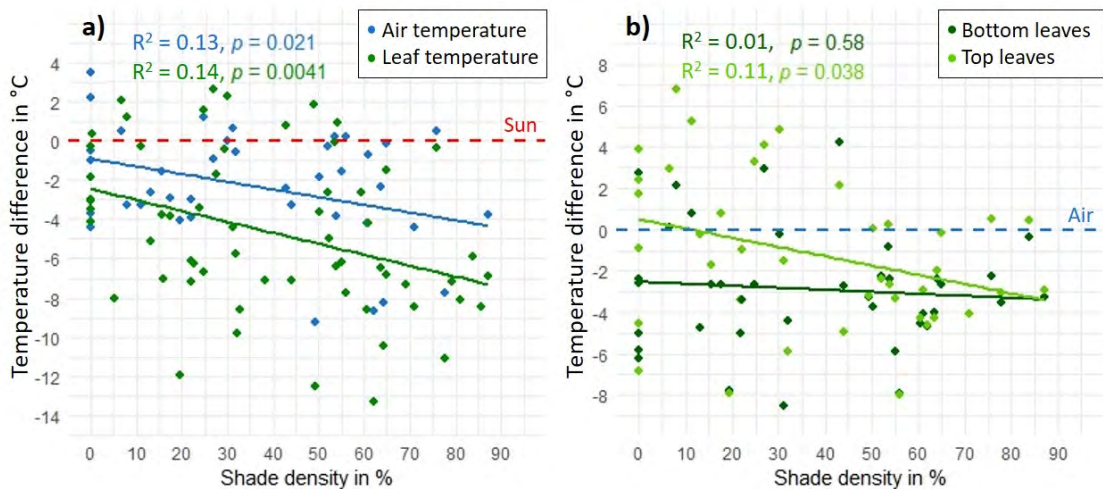 a)
R² = 0.13, p = 0.021
R² = 0.14, p = 0.0041
Air temperature
Leaf temperature
Sun
Temperature difference in °C
4
2
0
-2
-4
-6
-8
-10
-12
-14
0 10 20 30 40 50 60 70 80 90
Shade density in %
b)
R² = 0.01, p = 0.58
R² = 0.11, p = 0.038
Bottom leaves
Top leaves
Air
Temperature difference in °C
8
6
4
2
0
-2
-4
-6
-8
0 10 20 30 40 50 60 70 80 90
Shade density in %